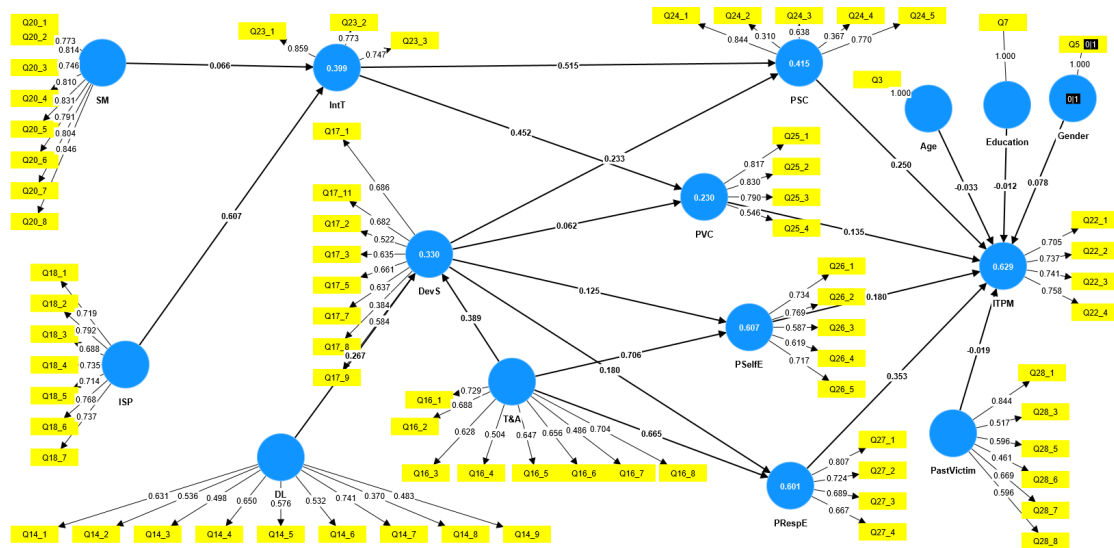 Q20_1
Q20_2
Q20_3
Q20_4
Q20_5
Q20_6
Q20_7
Q20_8
0.773
0.814
0.746
0.810
0.831
0.791
0.804
0.846
SM
0.066
0.607
Q23_1
Q23_2
Q23_3
0.859
0.773
0.747
0.399
IntT
0.515
0.452
Q24_1
Q24_2
Q24_3
Q24_4
Q24_5
0.844
0.310
0.638
0.367
0.770
0.415
PSC
0.250
Q7
1.000
Education
-0.012
Q5 0|1
1.000
0|1
Gender
0.078
Q3
1.000
Age
-0.033
Q17_1
Q17_11
Q17_2
Q17_3
Q17_5
Q17_7
Q17_8
Q17_9
0.686
0.682
0.522
0.635
0.661
0.637
0.384
0.584
0.330
DevS
0.233
0.062
0.125
0.180
Q25_1
Q25_2
Q25_3
Q25_4
0.817
0.830
0.790
0.546
0.230
PVC
0.135
Q22_1
Q22_2
Q22_3
Q22_4
0.705
0.737
0.741
0.758
0.629
ITPM
Q18_1
Q18_2
Q18_3
Q18_4
Q18_5
Q18_6
Q18_7
0.719
0.792
0.688
0.735
0.714
0.768
0.737
ISP
0.267
0.389
Q26_1
Q26_2
Q26_3
Q26_4
Q26_5
0.734
0.769
0.587
0.619
0.717
0.607
PSelfE
0.180
Q16_1
Q16_2
Q16_3
Q16_4
Q16_5
Q16_6
Q16_7
Q16_8
0.729
0.688
0.628
0.504
0.647
0.656
0.486
0.704
T&A
0.706
0.665
Q27_1
Q27_2
Q27_3
Q27_4
0.807
0.724
0.689
0.667
0.601
PRespE
0.353
Q28_1
Q28_3
Q28_5
Q28_6
Q28_7
Q28_8
0.844
0.517
0.596
0.461
0.669
0.596
PastVictim
-0.019
DL
0.631
0.536
0.498
0.650
0.576
0.532
0.741
0.370
0.483
Q14_1
Q14_2
Q14_3
Q14_4
Q14_5
Q14_6
Q14_7
Q14_8
Q14_9